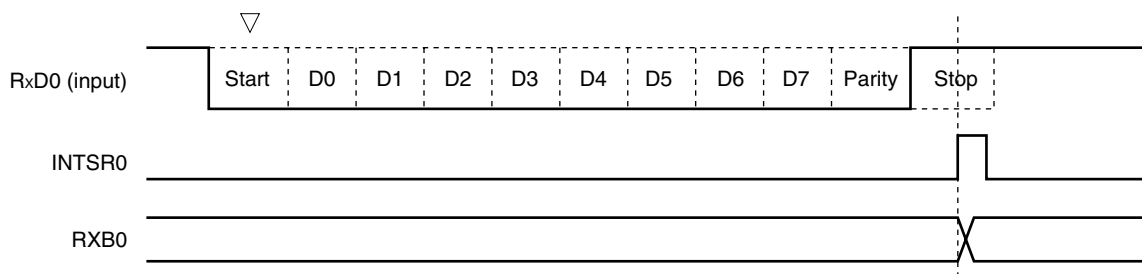 RxD0 (input) Start D0 D1 D2 D3 D4 D5 D6 D7 Parity Stop
INTSR0
RXB0